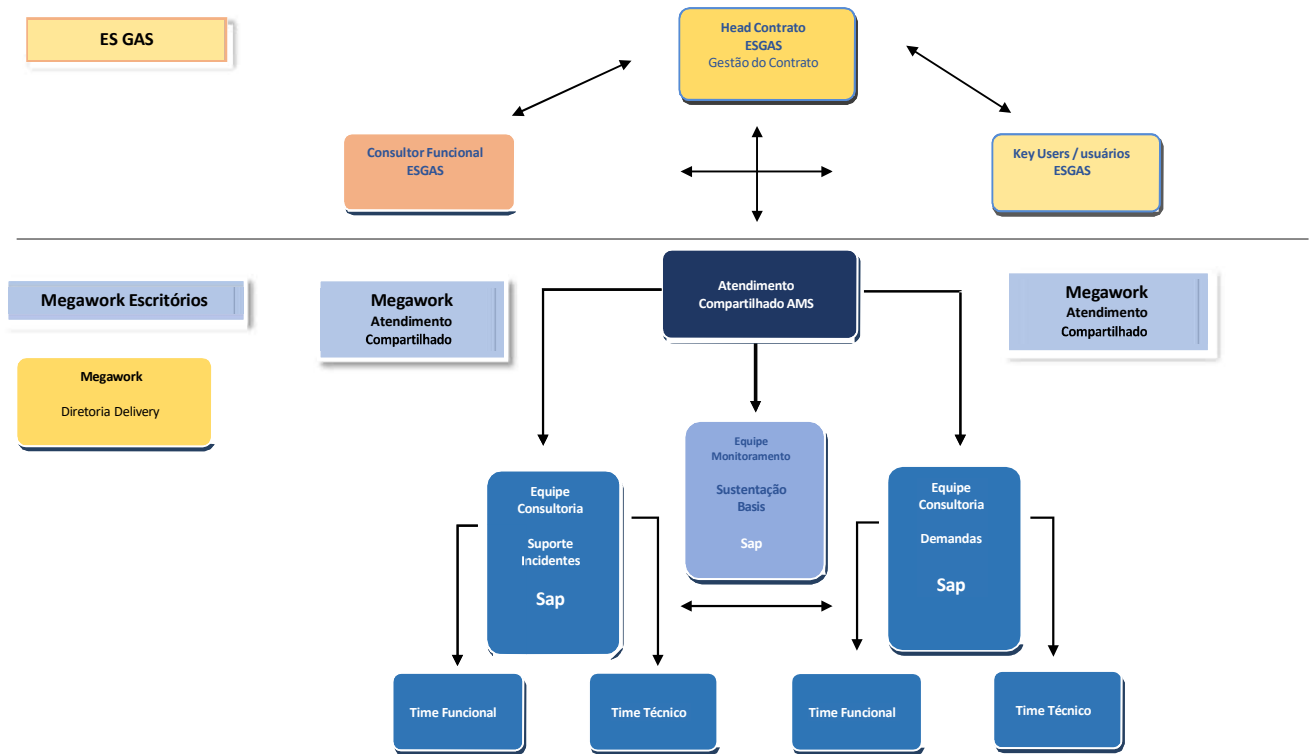 ES GAS
Head Contrato
ESGAS
Gestão do Contrato
Consultor Funcional
ESGAS
Key Users / usuários
ESGAS
Megawork Escritórios
Megawork
Atendimento
Compartilhado
Atendimento
Compartilhado AMS
Megawork
Atendimento
Compartilhado
Megawork
Diretoria Delivery
Equipe
Monitoramento
Sustentação
Basis
Sap
Equipe
Consultoria
Suporte
Incidentes
Sap
Equipe
Consultoria
Demandas
Sap
Time Funcional
Time Técnico
Time Funcional
Time Técnico